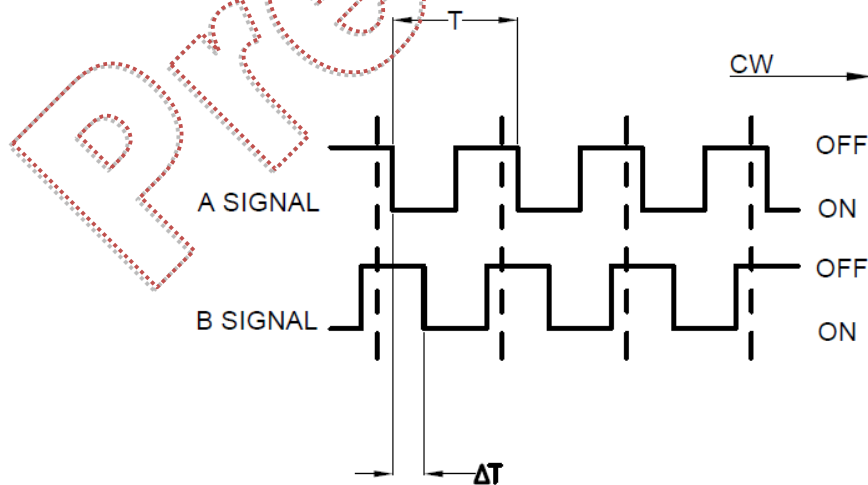 Pre
T
CW
OFF
A SIGNAL
ON
OFF
B SIGNAL
ON
ΔT